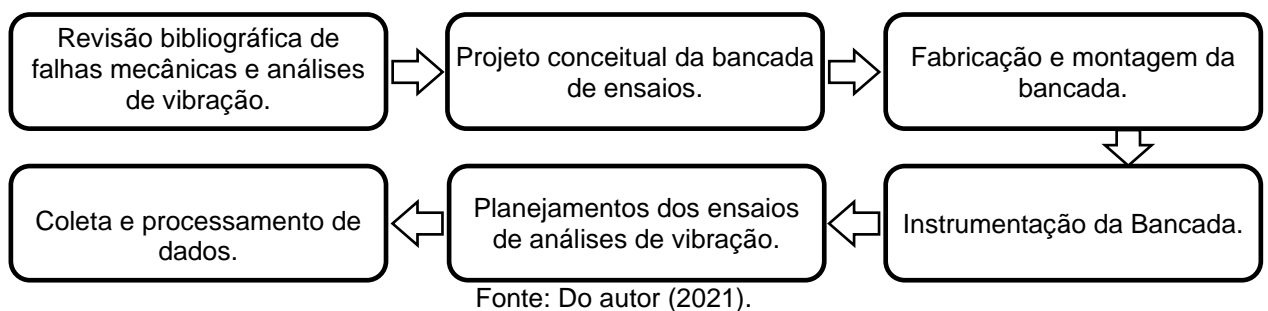 Revisão bibliográfica de
falhas mecânicas e análises
de vibração.
Projeto conceitual da bancada
de ensaios.
Fabricação e montagem da
bancada.
Instrumentação da Bancada.
Planejamentos dos ensaios
de análises de vibração.
Coleta e processamento de
dados.
Fonte: Do autor (2021).